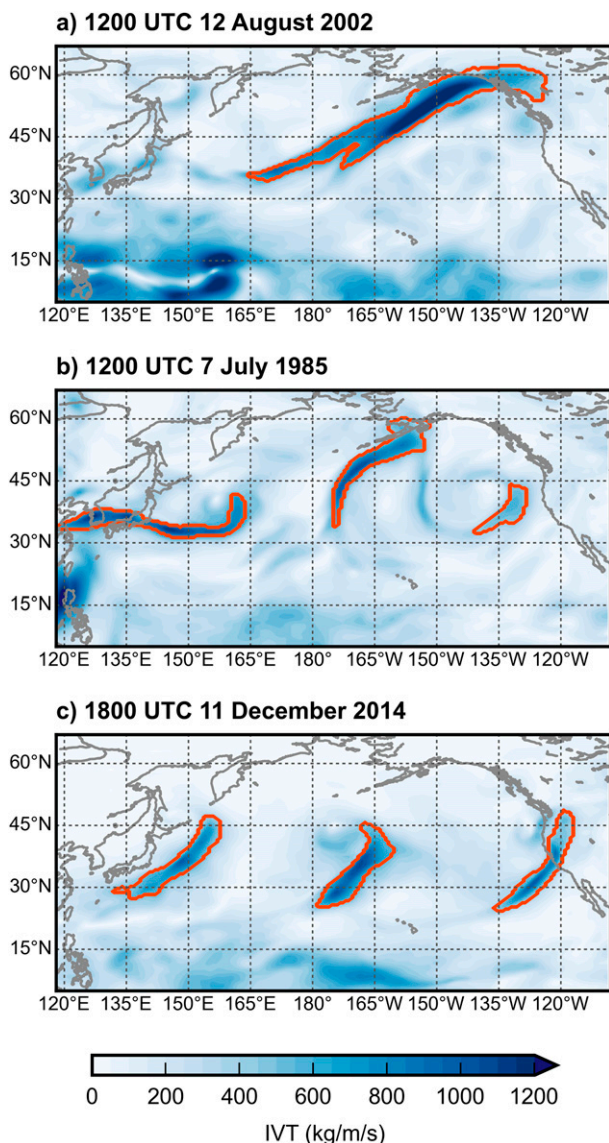 a) 1200 UTC 12 August 2002
60°N
45°N
30°N
15°N
120°E 135°E 150°E 165°E 180° 165°W 150°W 135°W 120°W
b) 1200 UTC 7 July 1985
60°N
45°N
30°N
15°N
120°E 135°E 150°E 165°E 180° 165°W 150°W 135°W 120°W
c) 1800 UTC 11 December 2014
60°N
45°N
30°N
15°N
120°E 135°E 150°E 165°E 180° 165°W 150°W 135°W 120°W
0 200 400 600 800 1000 1200
IVT (kg/m/s)